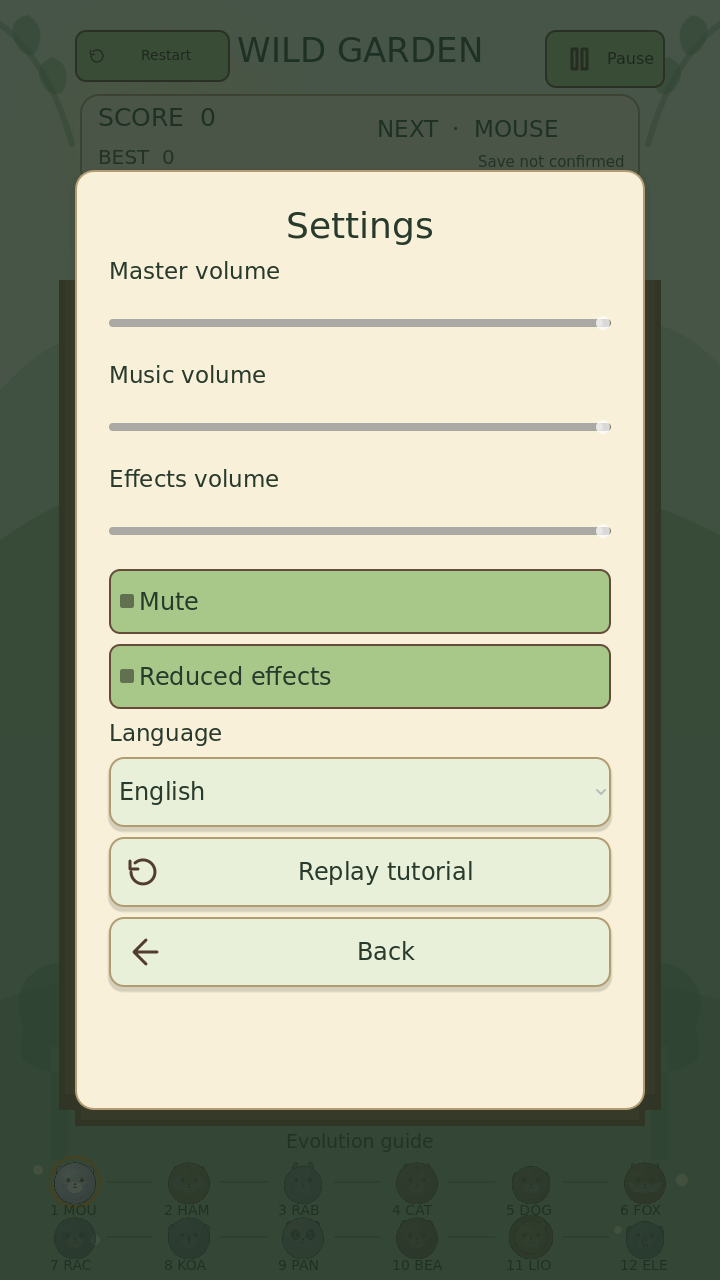 Restart
WILD GARDEN
Pause
SCORE 0
NEXT · MOUSE
BEST 0
Save not confirmed
Settings
Master volume
Music volume
Effects volume
Mute
Reduced effects
Language
English
Replay tutorial
Back
Evolution guide
1 MOU
2 HAM
3 RAB
4 CAT
5 DOG
6 FOX
7 RAC
8 KOA
9 PAN
10 BEA
11 LIO
12 ELE